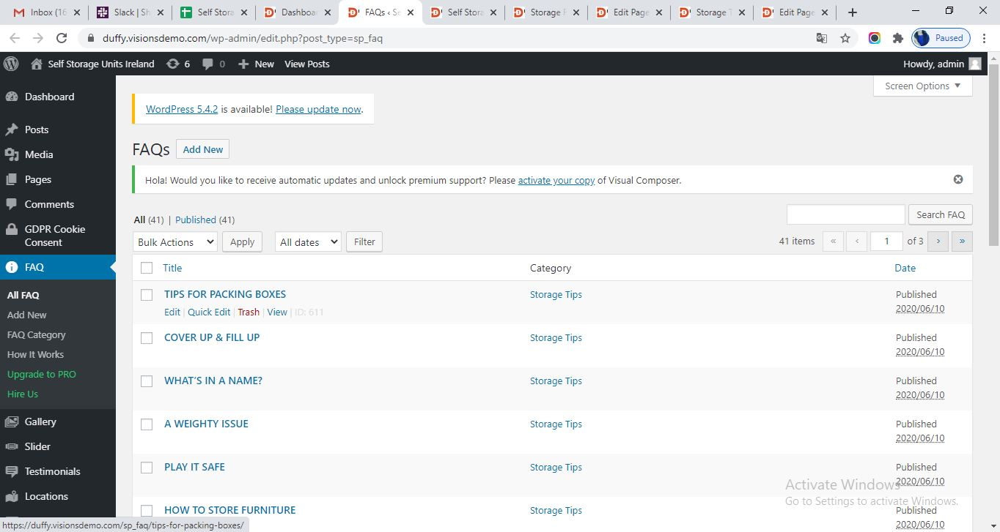 Inbox (16
Slack | Sh
Self Stora
Dashboar
FAQs ‹ Se
Self Stora
Storage F
Edit Page
Storage T
Edit Page
duffy.visionsdemo.com/wp-admin/edit.php?post_type=sp_faq
Paused
Self Storage Units Ireland
6
0
New
View Posts
Howdy, admin
Screen Options
Dashboard
Posts
Media
Pages
Comments
GDPR Cookie
Consent
FAQ
All FAQ
Add New
FAQ Category
How It Works
Upgrade to PRO
Hire Us
Gallery
Slider
Testimonials
Locations
WordPress 5.4.2 is available! Please update now.
FAQs Add New
Hola! Would you like to receive automatic updates and unlock premium support? Please activate your copy of Visual Composer.
All (41) | Published (41)
Search FAQ
Bulk Actions Apply All dates Filter
41 items « ‹ 1 of 3 › »
Title Category Date
TIPS FOR PACKING BOXES Storage Tips Published
Edit | Quick Edit | Trash | View | ID: 611 2020/06/10
COVER UP & FILL UP Storage Tips Published
2020/06/10
WHAT’S IN A NAME? Storage Tips Published
2020/06/10
A WEIGHTY ISSUE Storage Tips Published
2020/06/10
PLAY IT SAFE Storage Tips Published
2020/06/10
HOW TO STORE FURNITURE Storage Tips Published
2020/06/10
Activate Windows
Go to Settings to activate Windows.
https://duffy.visionsdemo.com/sp_faq/tips-for-packing-boxes/